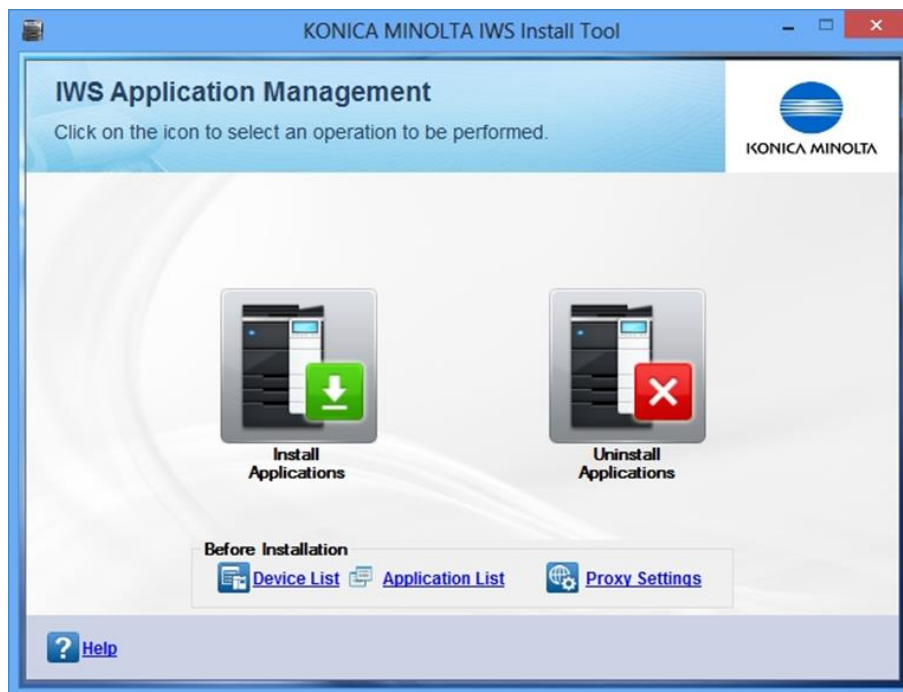 KONICA MINOLTA IWS Install Tool
IWS Application Management
Click on the icon to select an operation to be performed.
KONICA MINOLTA
Install
Applications
Uninstall
Applications
Before Installation
Device List
Application List
Proxy Settings
? Help